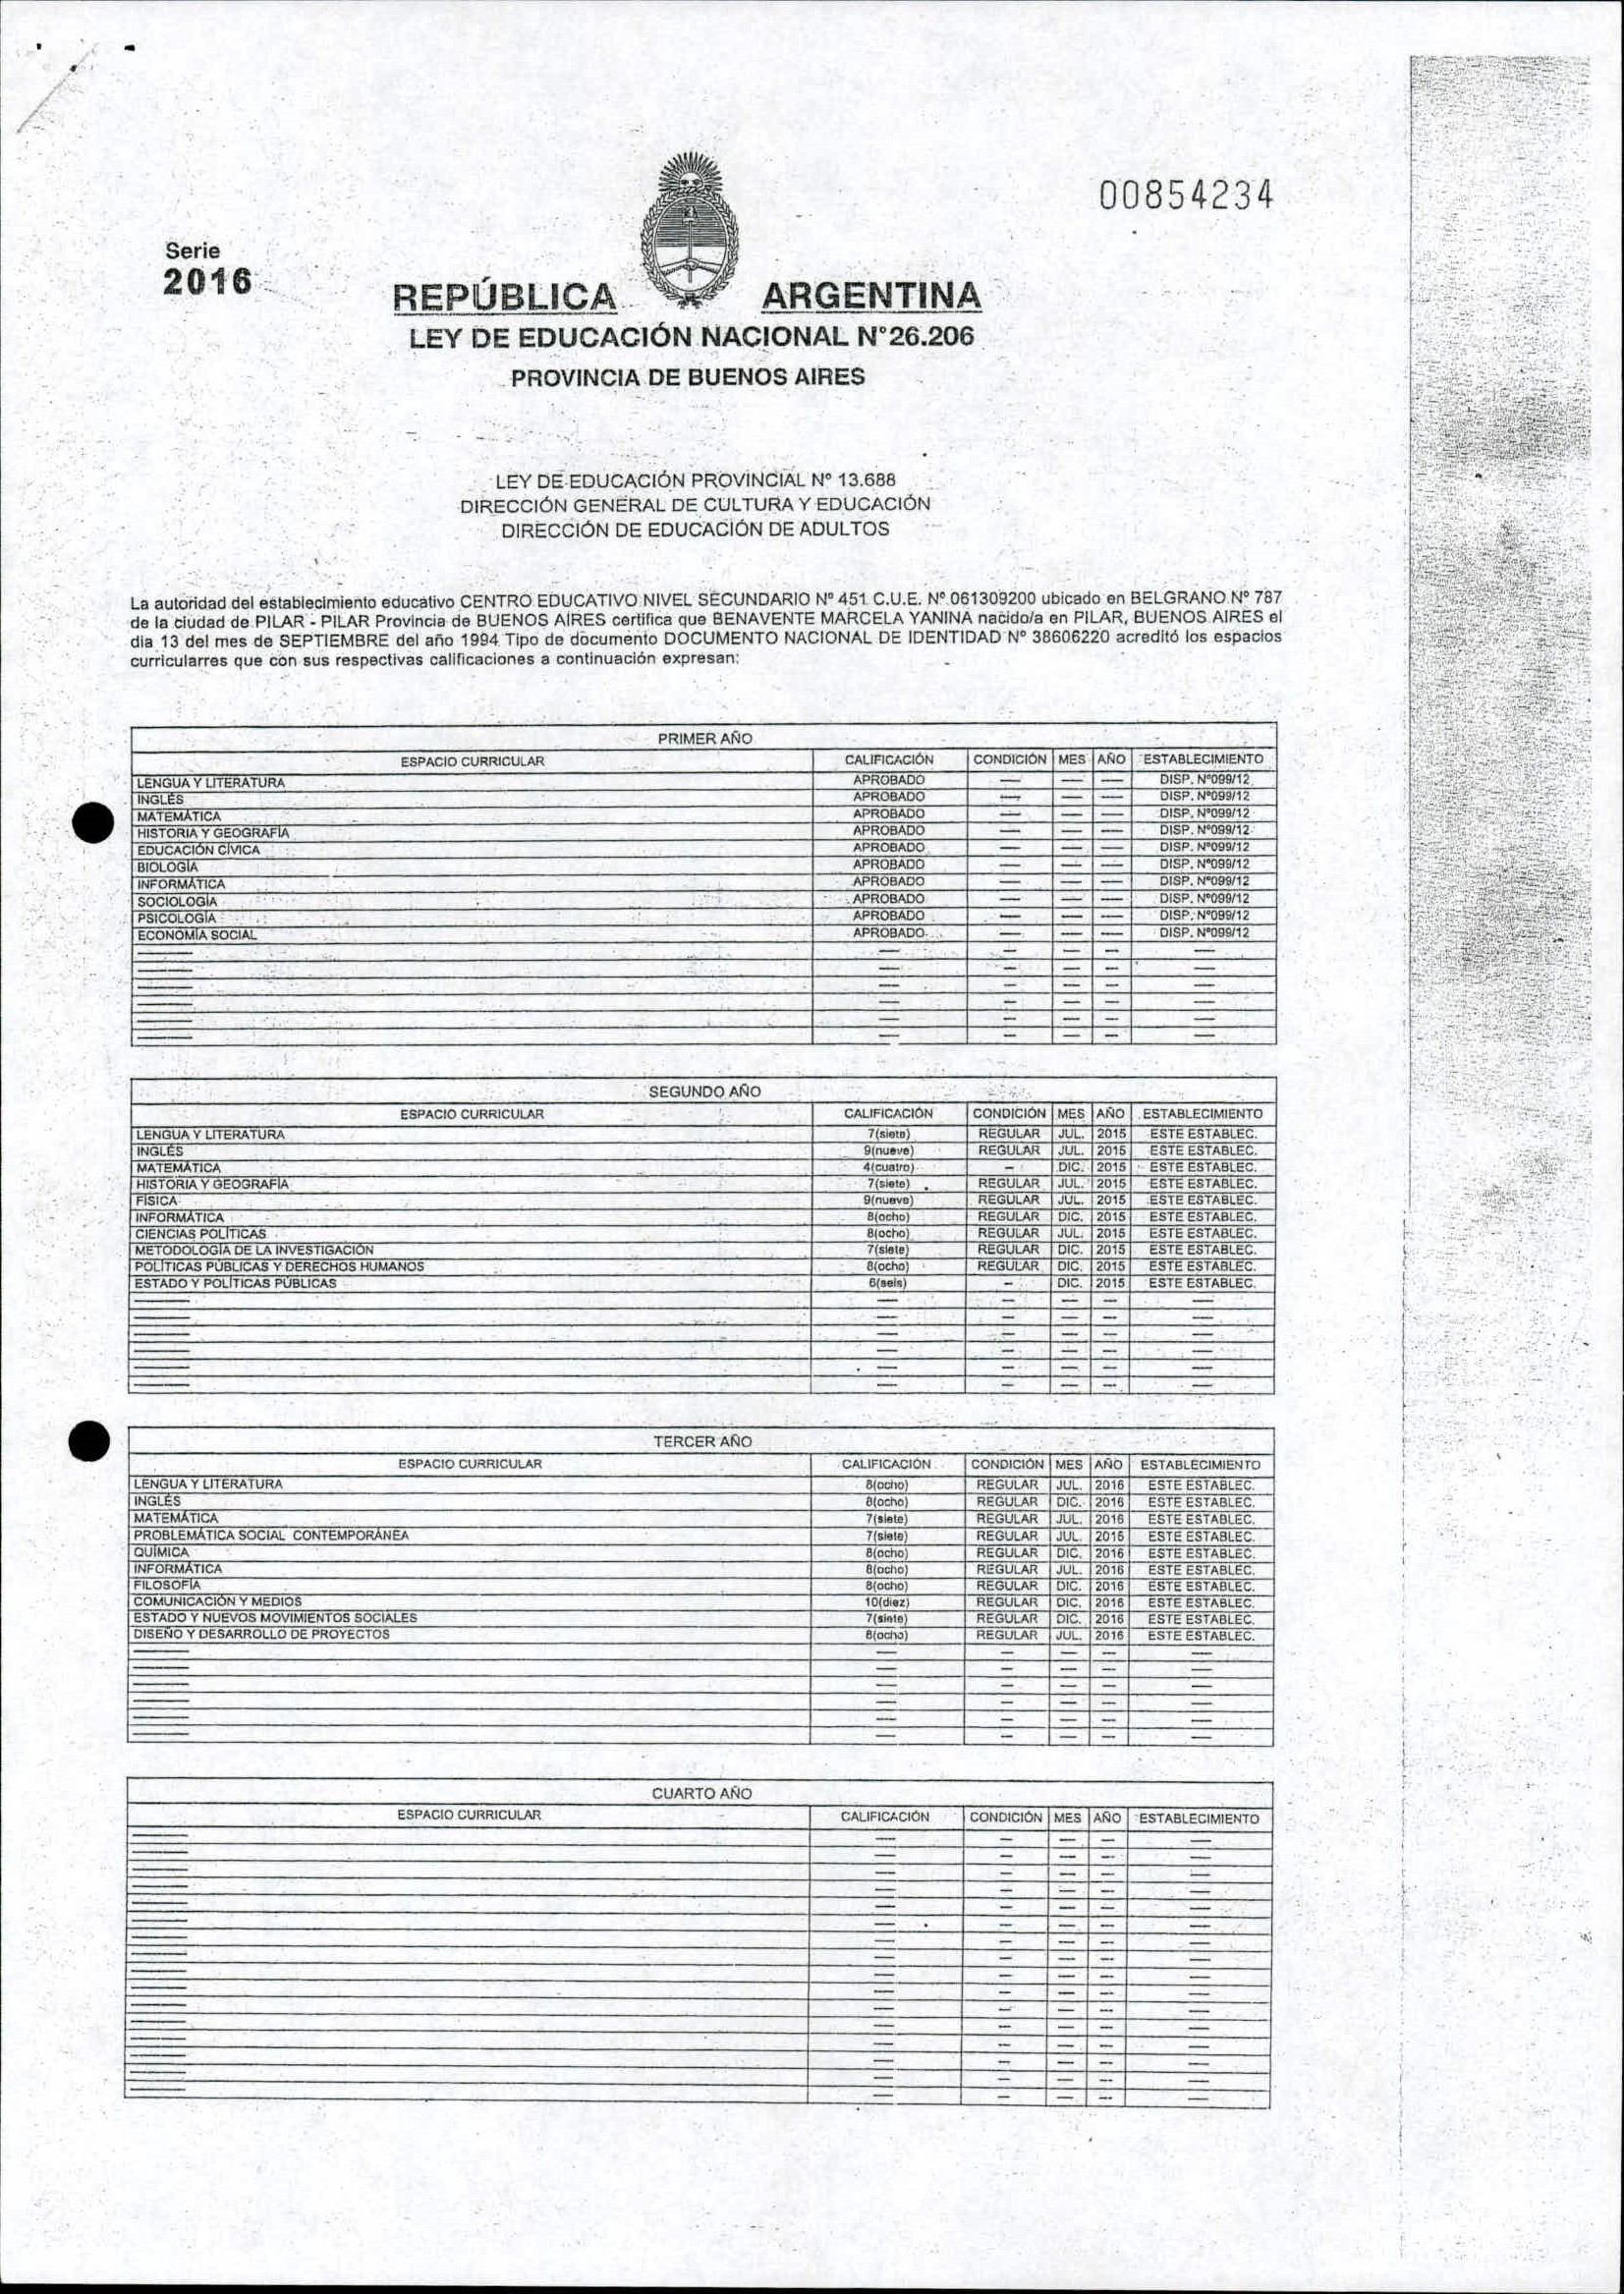 00854234
Serie
2016
REPÚBLICA ARGENTINA
LEY DE EDUCACIÓN NACIONAL N°26.206
PROVINCIA DE BUENOS AIRES
LEY DE EDUCACIÓN PROVINCIAL Nº 13.688
DIRECCIÓN GENERAL DE CULTURA Y EDUCACIÓN
DIRECCIÓN DE EDUCACIÓN DE ADULTOS
La autoridad del establecimiento educativo CENTRO EDUCATIVO NIVEL SECUNDARIO Nº 451 C.U.E. Nº 061309200 ubicado en BELGRANO Nº 787
de la ciudad de PILAR - PILAR Provincia de BUENOS AIRES certifica que BENAVENTE MARCELA YANINA nacido/a en PILAR, BUENOS AIRES el
dia 13 del mes de SEPTIEMBRE del año 1994 Tipo de documento DOCUMENTO NACIONAL DE IDENTIDAD Nº 38606220 acreditó los espacios
curricularres que con sus respectivas calificaciones a continuación expresan:
PRIMER AÑO
ESPACIO CURRICULAR CALIFICACIÓN CONDICIÓN MES AÑO ESTABLECIMIENTO
LENGUA Y LITERATURA APROBADO — — — DISP. Nº099/12
INGLÉS APROBADO — — — DISP. Nº099/12
MATEMÁTICA APROBADO — — — DISP. Nº099/12
HISTORIA Y GEOGRAFÍA APROBADO — — — DISP. Nº099/12
EDUCACIÓN CÍVICA APROBADO — — — DISP. Nº099/12
BIOLOGÍA APROBADO — — — DISP. Nº099/12
INFORMÁTICA APROBADO — — — DISP. Nº099/12
SOCIOLOGÍA APROBADO — — — DISP. Nº099/12
PSICOLOGÍA APROBADO — — — DISP. Nº099/12
ECONOMÍA SOCIAL APROBADO — — — DISP. Nº099/12
SEGUNDO AÑO
ESPACIO CURRICULAR CALIFICACIÓN CONDICIÓN MES AÑO ESTABLECIMIENTO
LENGUA Y LITERATURA 7(siete) REGULAR JUL. 2015 ESTE ESTABLEC.
INGLÉS 9(nueve) REGULAR JUL. 2015 ESTE ESTABLEC.
MATEMÁTICA 4(cuatro) – DIC. 2015 ESTE ESTABLEC.
HISTORIA Y GEOGRAFÍA 7(siete) REGULAR JUL. 2015 ESTE ESTABLEC.
FÍSICA 9(nueve) REGULAR JUL. 2015 ESTE ESTABLEC.
INFORMÁTICA 8(ocho) REGULAR DIC. 2015 ESTE ESTABLEC.
CIENCIAS POLÍTICAS 8(ocho) REGULAR JUL. 2015 ESTE ESTABLEC.
METODOLOGÍA DE LA INVESTIGACIÓN 7(siete) REGULAR DIC. 2015 ESTE ESTABLEC.
POLÍTICAS PÚBLICAS Y DERECHOS HUMANOS 8(ocho) REGULAR DIC. 2015 ESTE ESTABLEC.
ESTADO Y POLÍTICAS PÚBLICAS 6(seis) – DIC. 2015 ESTE ESTABLEC.
TERCER AÑO
ESPACIO CURRICULAR CALIFICACIÓN CONDICIÓN MES AÑO ESTABLECIMIENTO
LENGUA Y LITERATURA 8(ocho) REGULAR JUL. 2016 ESTE ESTABLEC.
INGLÉS 8(ocho) REGULAR DIC. 2016 ESTE ESTABLEC.
MATEMÁTICA 7(siete) REGULAR JUL. 2016 ESTE ESTABLEC.
PROBLEMÁTICA SOCIAL CONTEMPORÁNEA 7(siete) REGULAR JUL. 2016 ESTE ESTABLEC.
QUÍMICA 8(ocho) REGULAR DIC. 2016 ESTE ESTABLEC.
INFORMÁTICA 8(ocho) REGULAR JUL. 2016 ESTE ESTABLEC.
FILOSOFÍA 8(ocho) REGULAR DIC. 2016 ESTE ESTABLEC.
COMUNICACIÓN Y MEDIOS 10(diez) REGULAR DIC. 2016 ESTE ESTABLEC.
ESTADO Y NUEVOS MOVIMIENTOS SOCIALES 7(siete) REGULAR DIC. 2016 ESTE ESTABLEC.
DISEÑO Y DESARROLLO DE PROYECTOS 8(ocho) REGULAR JUL. 2016 ESTE ESTABLEC.
CUARTO AÑO
ESPACIO CURRICULAR CALIFICACIÓN CONDICIÓN MES AÑO ESTABLECIMIENTO